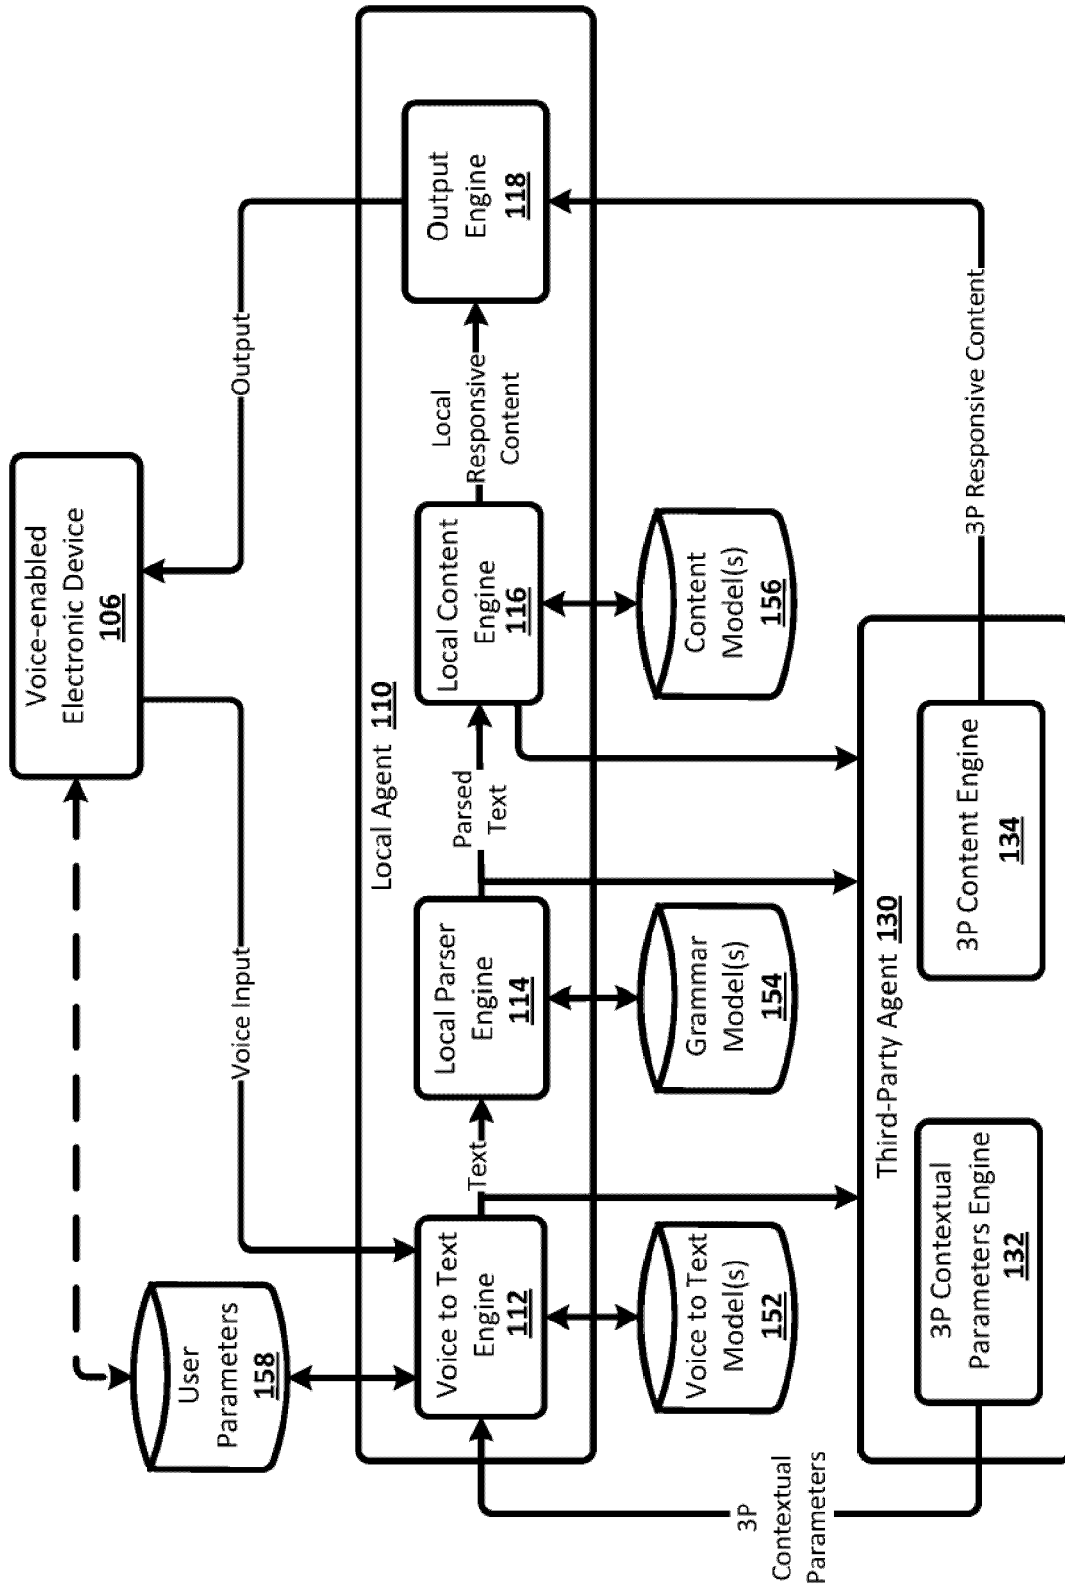 Voice-enabled
Electronic Device
106
User
Parameters
158
Voice Input
Output
Local Agent 110
Voice to Text
Engine
112
Text
Local Parser
Engine
114
Parsed
Text
Local Content
Engine
116
Local
Responsive
Content
Output
Engine
118
Voice to Text
Model(s)
152
Grammar
Model(s)
154
Content
Model(s)
156
3P
Contextual
Parameters
Third-Party Agent 130
3P Contextual
Parameters Engine
132
3P Content Engine
134
3P Responsive Content